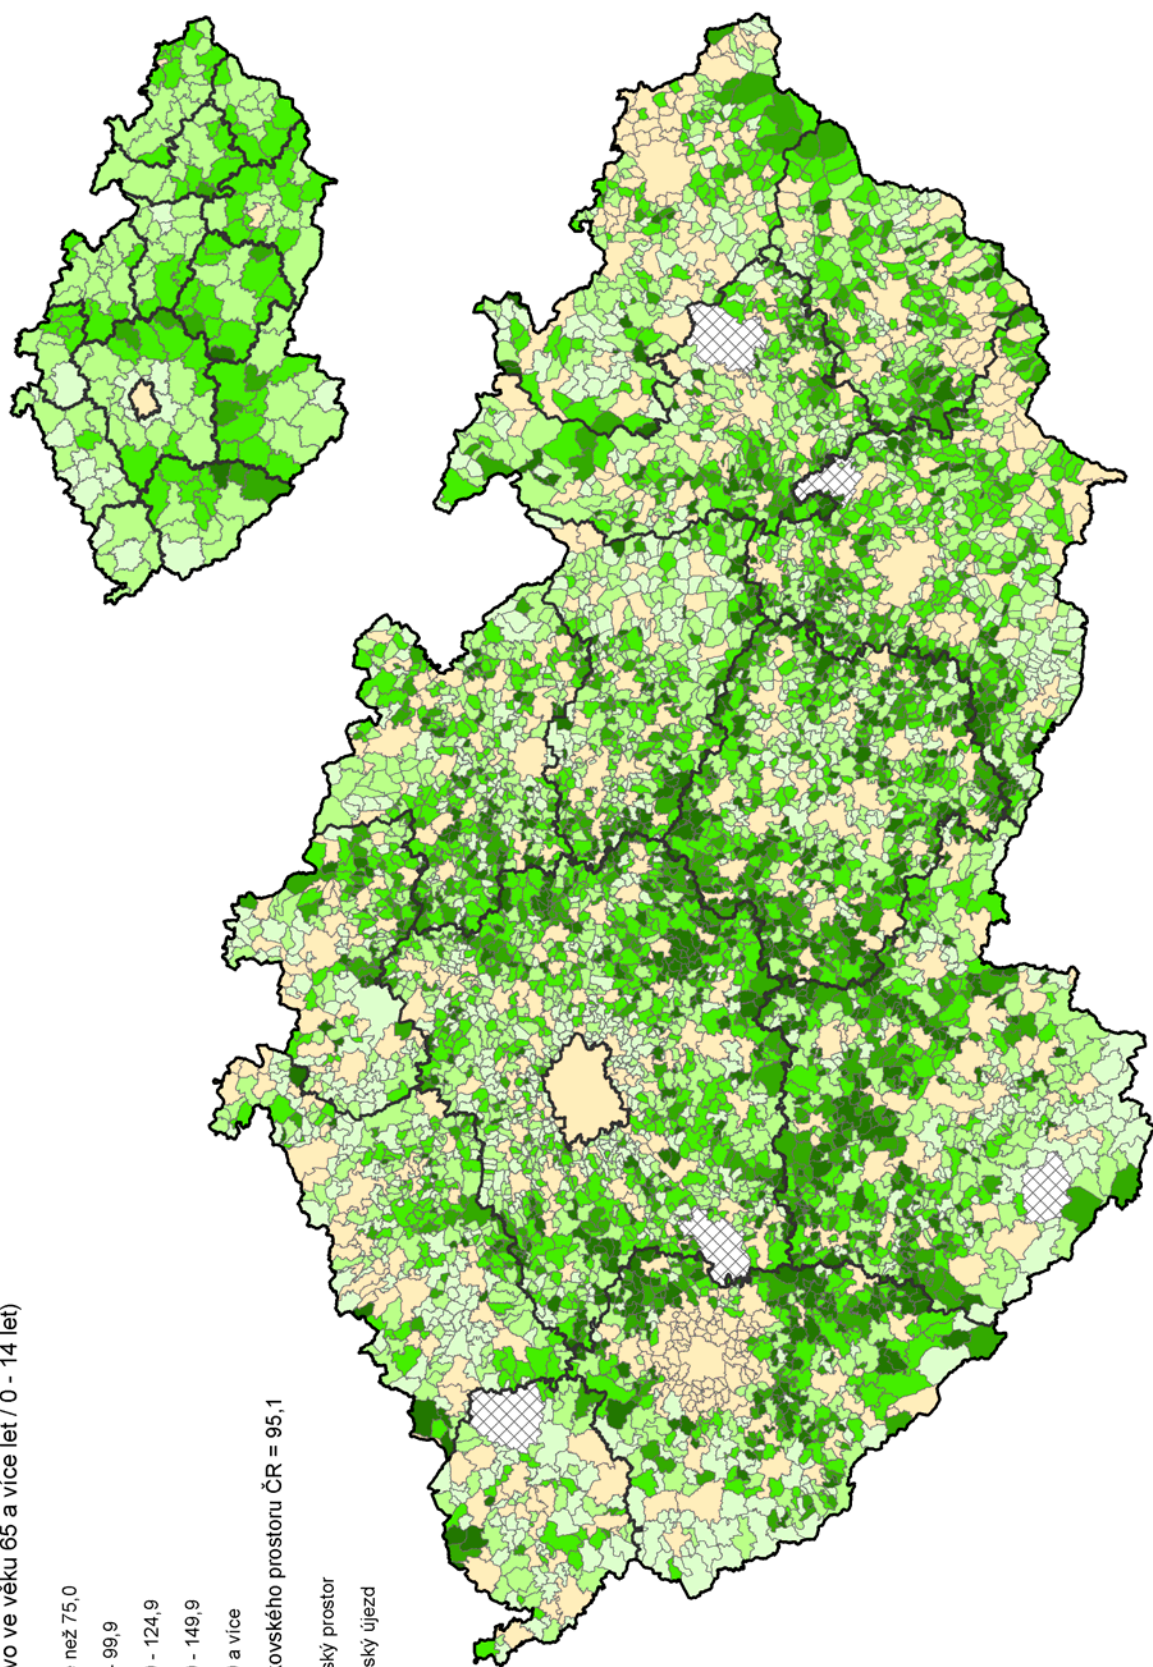 vo ve věku 65 a více let / 0 - 14 let)
než 75,0
- 99,9
- 124,9
- 149,9
a více
kovského prostoru ČR = 95,1
ský prostor
ský újezd